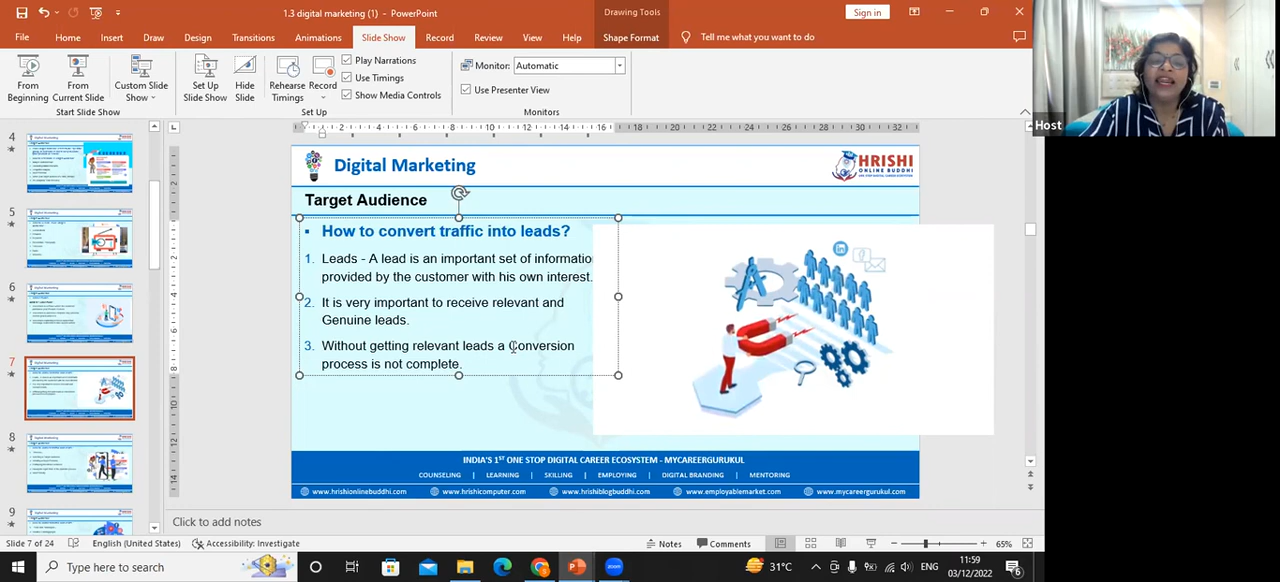 1.3 digital marketing (1) - PowerPoint
Drawing Tools
Sign in
File Home Insert Draw Design Transitions Animations Slide Show Record Review View Help Shape Format Tell me what you want to do
From Beginning
From Current Slide
Custom Slide Show
Start Slide Show
Set Up Slide Show
Hide Slide
Rehearse Timings
Record
Play Narrations
Use Timings
Show Media Controls
Set Up
Monitor: Automatic
Use Presenter View
Monitors
Host
4
5
6
7
8
9
Digital Marketing
HRISHI
ONLINE BUDDHI
Target Audience
▪ How to convert traffic into leads?
1. Leads - A lead is an important set of informatio
provided by the customer with his own interest.
2. It is very important to receive relevant and
Genuine leads.
3. Without getting relevant leads a Conversion
process is not complete.
INDIA'S 1ST ONE STOP DIGITAL CAREER ECOSYSTEM - MYCAREERGURUKUL
COUNSELING | LEARNING | SKILLING | EMPLOYING | DIGITAL BRANDING | MENTORING
www.hrishionlinebuddhi.com www.hrishicomputer.com www.hrishiblogbuddhi.com www.employablemarket.com www.mycareergurukul.com
Click to add notes
Slide 7 of 24 English (United States) Accessibility: Investigate Notes Comments 65%
Type here to search
31°C ENG 11:59
03/12/2022
6